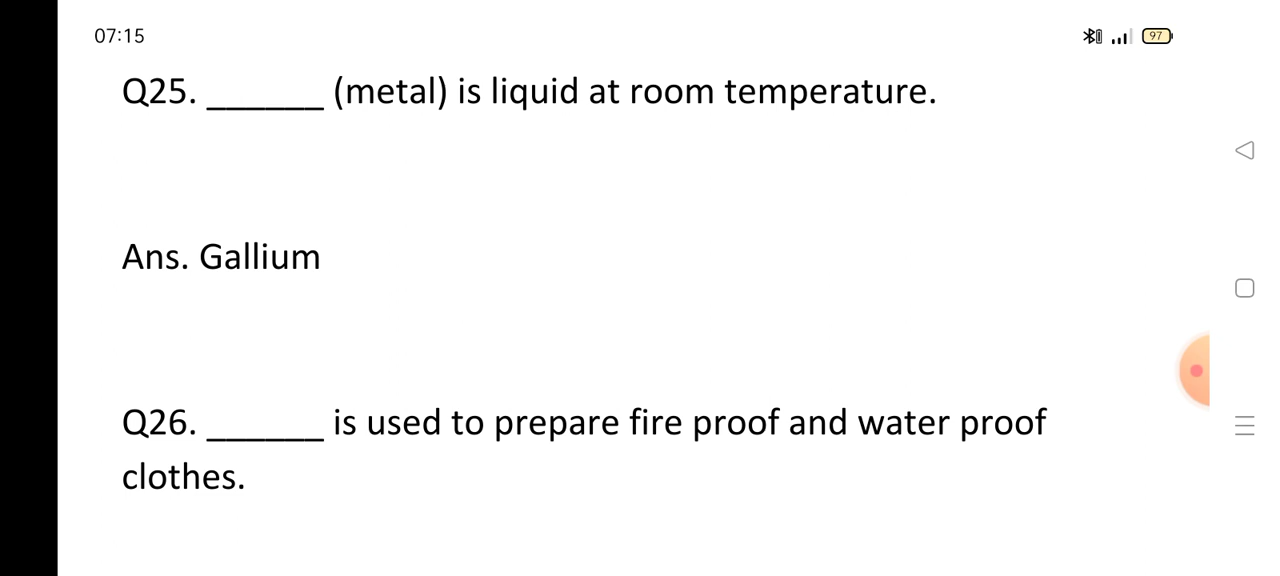 07:15
97
Q25. ______ (metal) is liquid at room temperature.
Ans. Gallium
Q26. ______ is used to prepare fire proof and water proof
clothes.